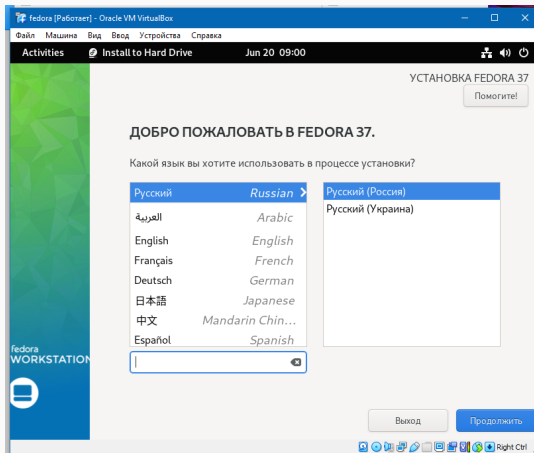 fedora [Работает] - Oracle VM VirtualBox
Файл Машина Вид Ввод Устройства Справка
Activities Install to Hard Drive Jun 20 09:00
УСТАНОВКА FEDORA 37
Помогите!
ДОБРО ПОЖАЛОВАТЬ В FEDORA 37.
Какой язык вы хотите использовать в процессе установки?
Русский Russian
العربية Arabic
English English
Français French
Deutsch German
日本語 Japanese
中文 Mandarin Chin...
Español Spanish
Русский (Россия)
Русский (Украина)
fedora
WORKSTATION
Выход Продолжить
Right Ctrl